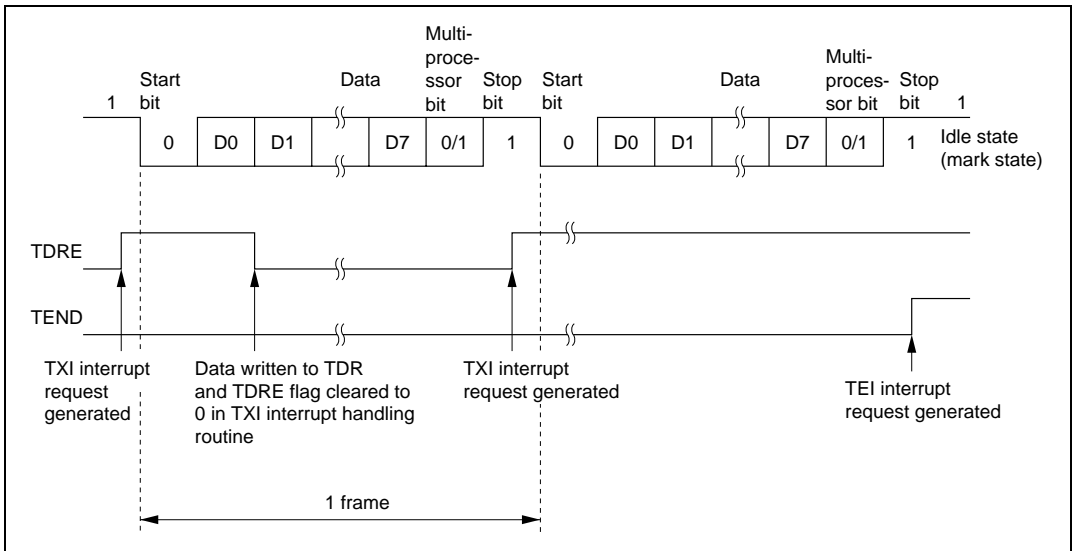 Multi-
proce-
ssor
bit
Start
bit
Data
Stop
bit
Start
bit
Data
Multi-
proces-
sor bit
Stop
bit
1
1
0
D0
D1
D7
0/1
1
0
D0
D1
D7
0/1
1
Idle state
(mark state)
TDRE
TEND
TXI interrupt
request
generated
Data written to TDR
and TDRE flag cleared to
0 in TXI interrupt handling
routine
TXI interrupt
request generated
TEI interrupt
request generated
1 frame